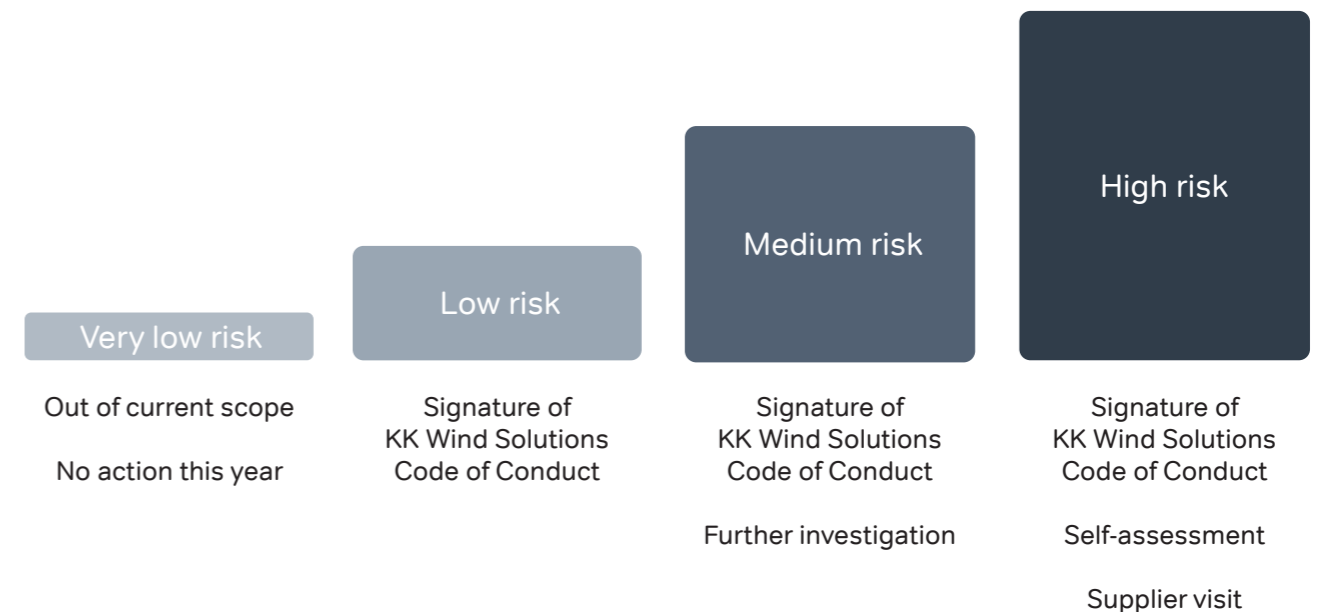 Very low risk
Out of current scope
No action this year
Low risk
Signature of
KK Wind Solutions
Code of Conduct
Medium risk
Signature of
KK Wind Solutions
Code of Conduct
Further investigation
High risk
Signature of
KK Wind Solutions
Code of Conduct
Self-assessment
Supplier visit